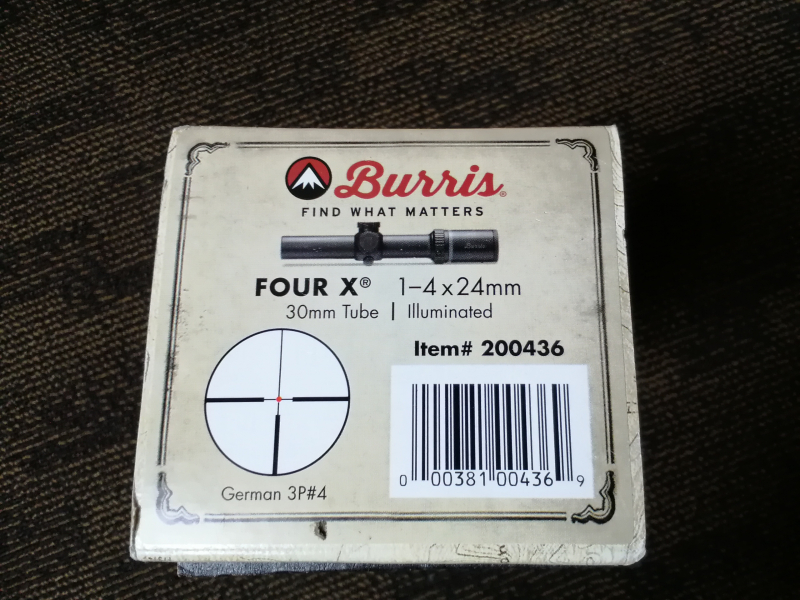 Burris®
FIND WHAT MATTERS
Burris
FOUR X® 1–4x24mm
30mm Tube | Illuminated
Item# 200436
German 3P#4
0 00381 00436 9